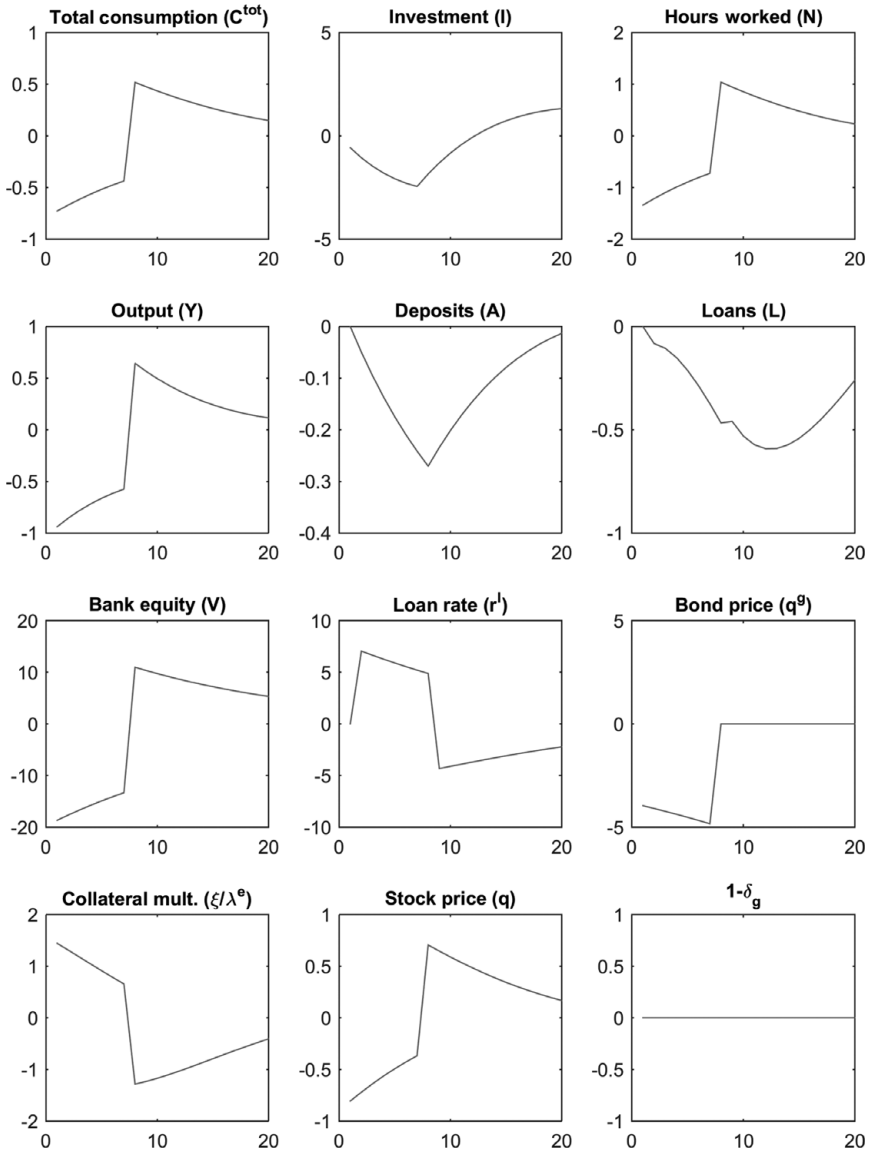 Total consumption (C^tot)
1
0.5
0
-0.5
-1
0 10 20
Investment (I)
5
0
-5
0 10 20
Hours worked (N)
2
1
0
-1
-2
0 10 20
Output (Y)
1
0.5
0
-0.5
-1
0 10 20
Deposits (A)
0
-0.1
-0.2
-0.3
-0.4
0 10 20
Loans (L)
0
-0.5
-1
0 10 20
Bank equity (V)
20
10
0
-10
-20
0 10 20
Loan rate (r^l)
10
5
0
-5
-10
0 10 20
Bond price (q^g)
5
0
-5
0 10 20
Collateral mult. (ξ/λ^e)
2
1
0
-1
-2
0 10 20
Stock price (q)
1
0.5
0
-0.5
-1
0 10 20
1-δ_g
1
0.5
0
-0.5
-1
0 10 20